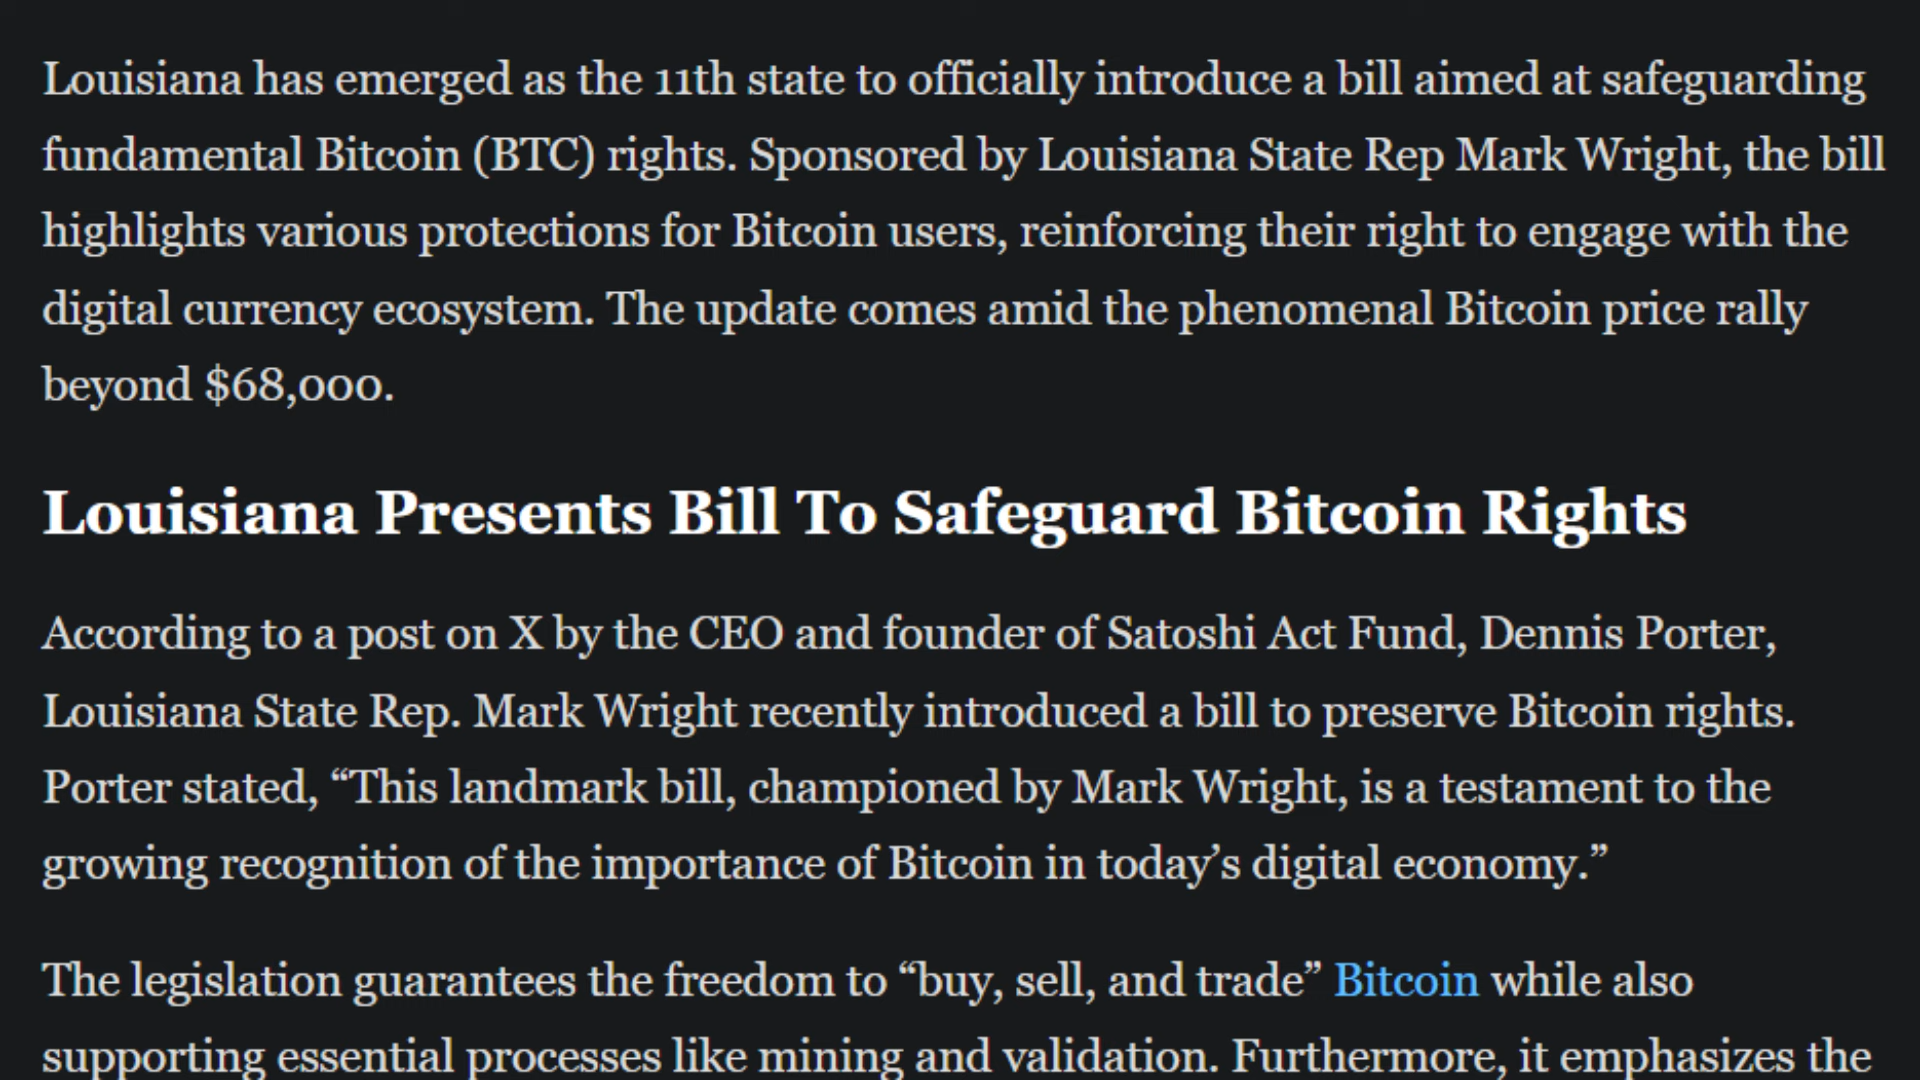 Louisiana has emerged as the 11th state to officially introduce a bill aimed at safeguarding
fundamental Bitcoin (BTC) rights. Sponsored by Louisiana State Rep Mark Wright, the bill
highlights various protections for Bitcoin users, reinforcing their right to engage with the
digital currency ecosystem. The update comes amid the phenomenal Bitcoin price rally
beyond $68,000.
Louisiana Presents Bill To Safeguard Bitcoin Rights
According to a post on X by the CEO and founder of Satoshi Act Fund, Dennis Porter,
Louisiana State Rep. Mark Wright recently introduced a bill to preserve Bitcoin rights.
Porter stated, “This landmark bill, championed by Mark Wright, is a testament to the
growing recognition of the importance of Bitcoin in today’s digital economy.”
The legislation guarantees the freedom to “buy, sell, and trade” Bitcoin while also
supporting essential processes like mining and validation. Furthermore, it emphasizes the